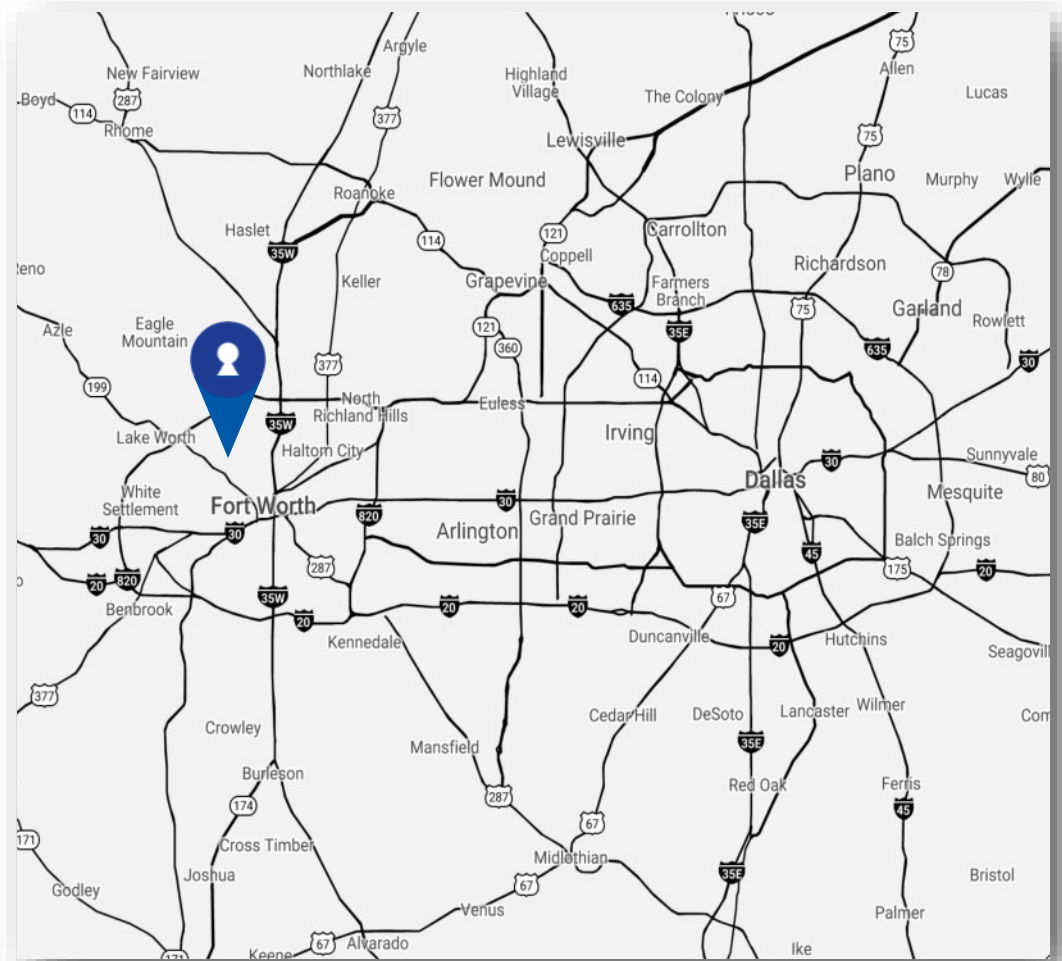 Argyle
75
Northlake
Allen
New Fairview
Highland
Village
287
Boyd
114
The Colony
Lucas
377
Rhome
75
Lewisville
Plano
Flower Mound
Murphy
Wylie
Roanoke
Haslet
121
Carrollton
114
35W
Coppell
Richardson
78
Keller
Grapevine
Farmers
Branch
635
75
Garland
Rowlett
Eagle
Mountain
Azle
121
35E
360
635
30
377
114
199
North
Richland Hills
Euless
35W
Lake Worth
Irving
Haltom City
Sunnyvale
30
80
Dallas
White
Settlement
Fort Worth
30
Mesquite
820
Grand Prairie
35E
Arlington
30
30
45
Balch Springs
287
175
20
20
820
35W
67
Benbrook
20
20
20
Kennedale
Duncanville
Hutchins
20
Seagovill
377
Cedar Hill
DeSoto
Lancaster
Wilmer
Com
Crowley
Mansfield
35E
Burleson
Red Oak
Ferris
287
174
45
67
171
Cross Timber
Midlothian
35E
Joshua
Godley
67
Bristol
Venus
Palmer
67
Alvarado
Ike
Keene
171